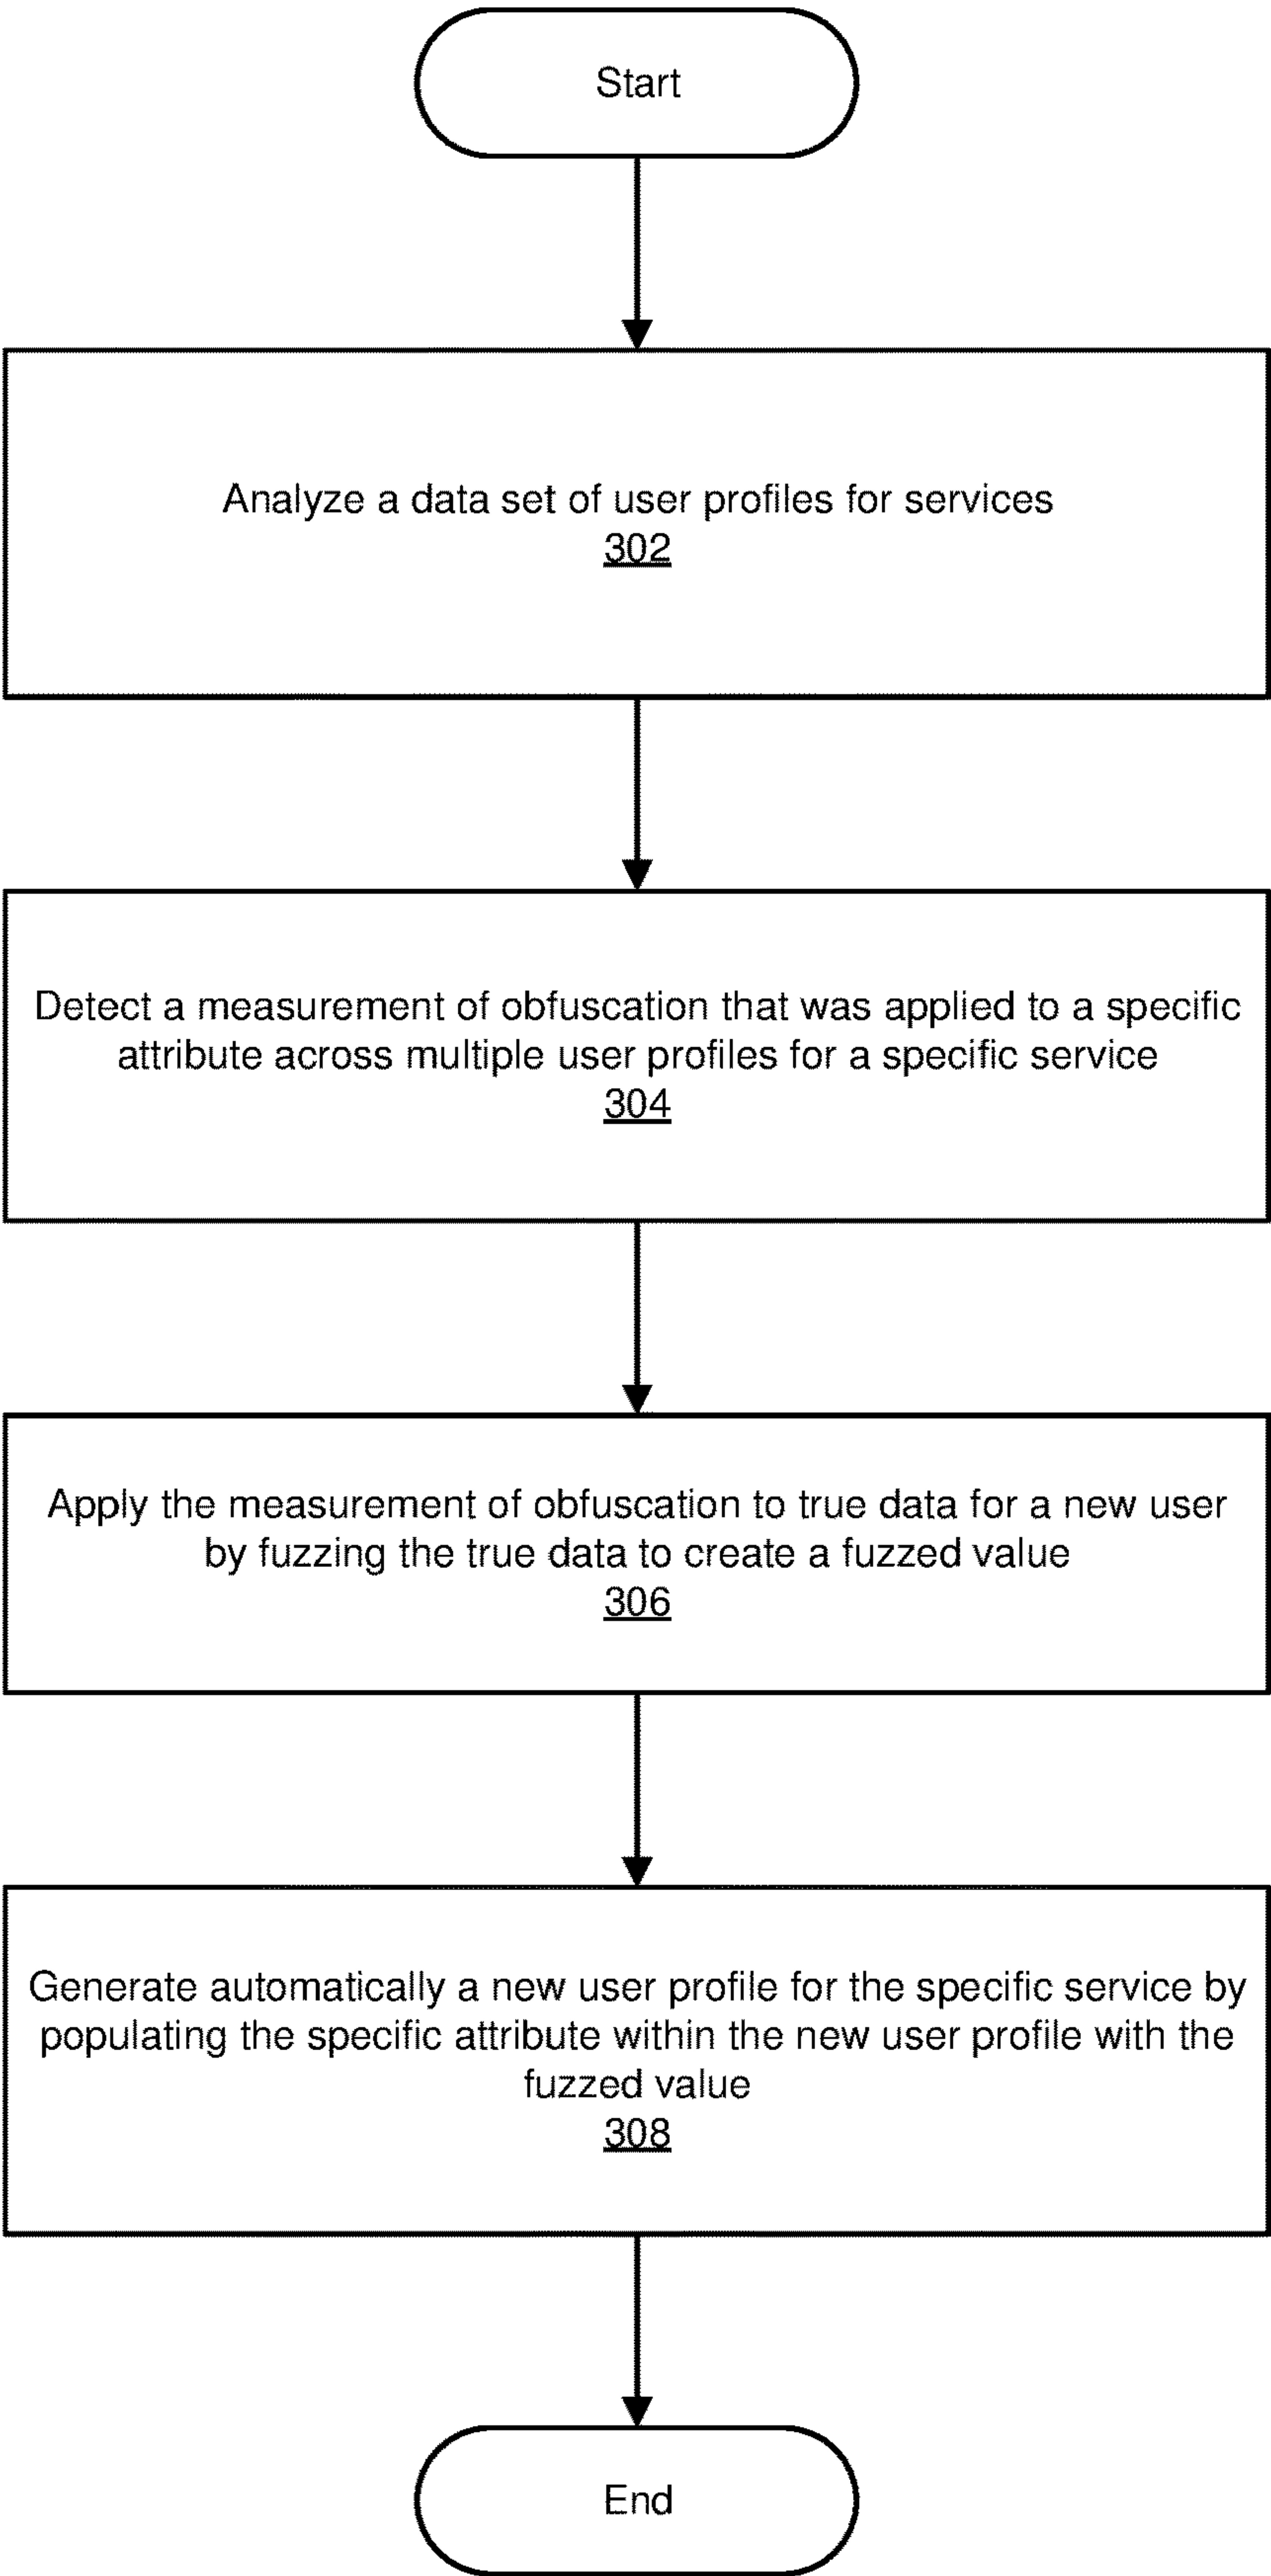 Start
Analyze a data set of user profiles for services
302
Detect a measurement of obfuscation that was applied to a specific
attribute across multiple user profiles for a specific service
304
Apply the measurement of obfuscation to true data for a new user
by fuzzing the true data to create a fuzzed value
306
Generate automatically a new user profile for the specific service by
populating the specific attribute within the new user profile with the
fuzzed value
308
End